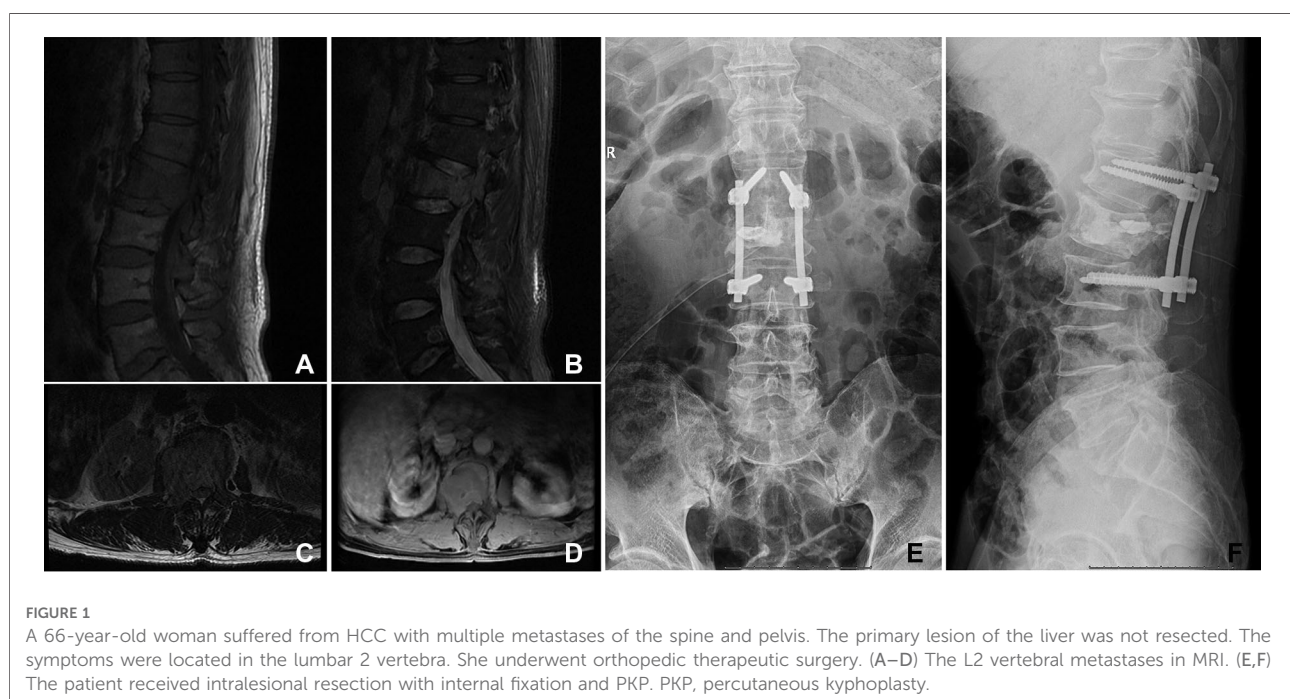 A
B
R
C
D
E
F
FIGURE 1
A 66-year-old woman suffered from HCC with multiple metastases of the spine and pelvis. The primary lesion of the liver was not resected. The
symptoms were located in the lumbar 2 vertebra. She underwent orthopedic therapeutic surgery. (A–D) The L2 vertebral metastases in MRI. (E,F)
The patient received intralesional resection with internal fixation and PKP. PKP, percutaneous kyphoplasty.